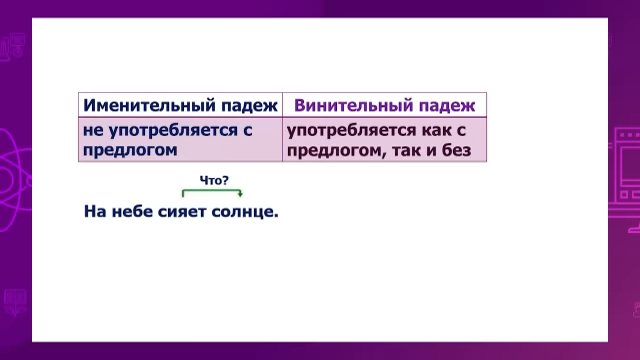 Именительный падеж Винительный падеж
не употребляется с
предлогом
употребляется как с
предлогом, так и без
Что?
На небе сияет солнце.